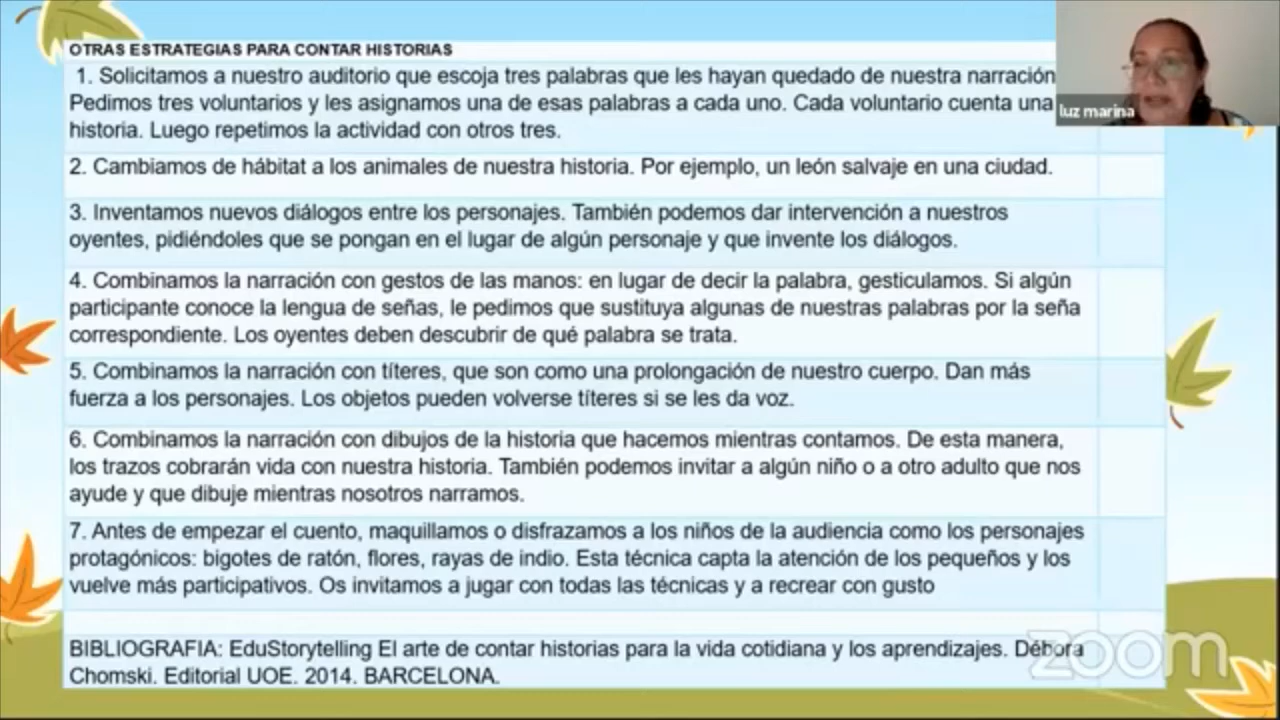 OTRAS ESTRATEGIAS PARA CONTAR HISTORIAS
1. Solicitamos a nuestro auditorio que escoja tres palabras que les hayan quedado de nuestra narración
Pedimos tres voluntarios y les asignamos una de esas palabras a cada uno. Cada voluntario cuenta una
historia. Luego repetimos la actividad con otros tres.
2. Cambiamos de hábitat a los animales de nuestra historia. Por ejemplo, un león salvaje en una ciudad.
3. Inventamos nuevos diálogos entre los personajes. También podemos dar intervención a nuestros
oyentes, pidiéndoles que se pongan en el lugar de algún personaje y que invente los diálogos.
4. Combinamos la narración con gestos de las manos: en lugar de decir la palabra, gesticulamos. Si algún
participante conoce la lengua de señas, le pedimos que sustituya algunas de nuestras palabras por la seña
correspondiente. Los oyentes deben descubrir de qué palabra se trata.
5. Combinamos la narración con títeres, que son como una prolongación de nuestro cuerpo. Dan más
fuerza a los personajes. Los objetos pueden volverse títeres si se les da voz.
6. Combinamos la narración con dibujos de la historia que hacemos mientras contamos. De esta manera,
los trazos cobrarán vida con nuestra historia. También podemos invitar a algún niño o a otro adulto que nos
ayude y que dibuje mientras nosotros narramos.
7. Antes de empezar el cuento, maquillamos o disfrazamos a los niños de la audiencia como los personajes
protagónicos: bigotes de ratón, flores, rayas de indio. Esta técnica capta la atención de los pequeños y los
vuelve más participativos. Os invitamos a jugar con todas las técnicas y a recrear con gusto
BIBLIOGRAFIA: EduStorytelling El arte de contar historias para la vida cotidiana y los aprendizajes. Débora
Chomski. Editorial UOE. 2014. BARCELONA.
luz marina
zoom